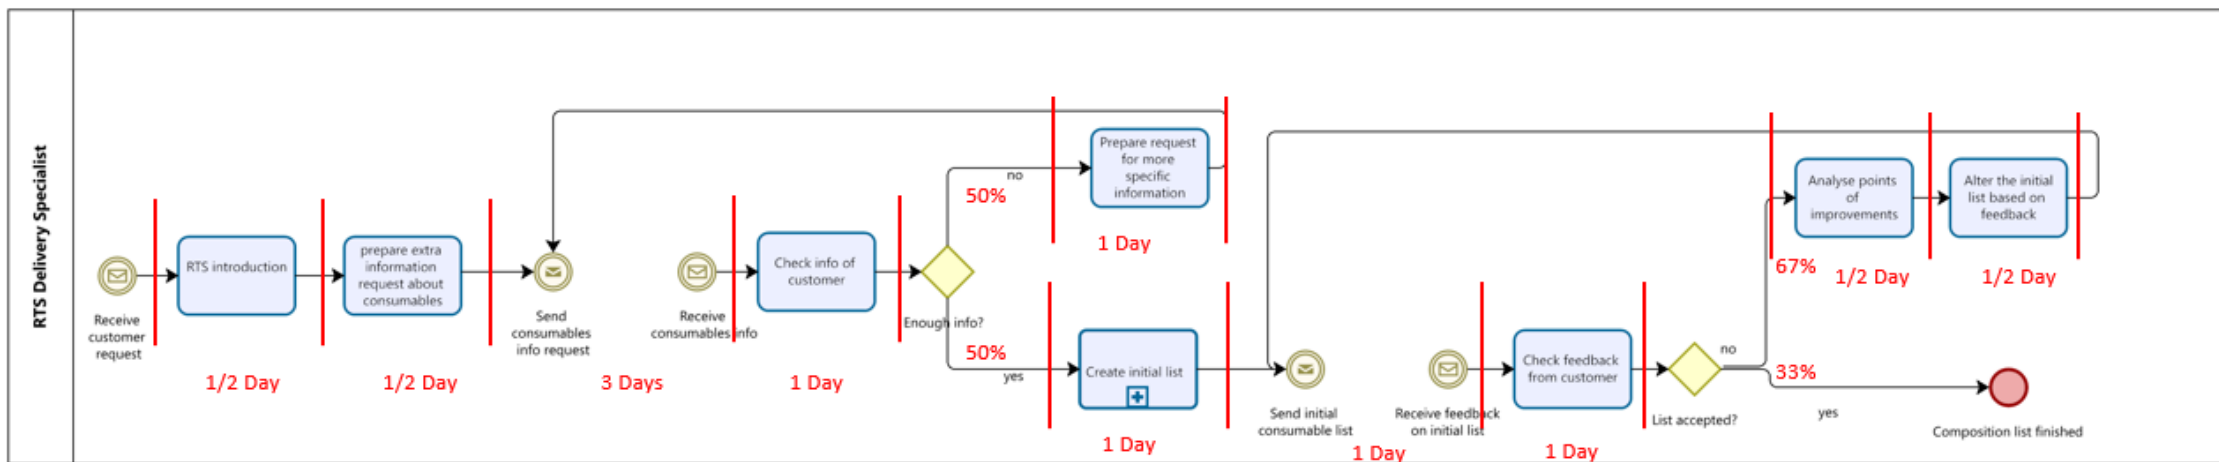 RTS Delivery Specialist
Receive
customer
request
RTS introduction
1/2 Day
prepare extra
information
request about
consumables
1/2 Day
Send
consumables
info request
3 Days
Receive
consumables info
Check info of
customer
1 Day
Enough info?
no
50%
50%
yes
Prepare request
for more
specific
information
1 Day
Create initial list
1 Day
Send initial
consumable list
1 Day
Receive feedback
on initial list
Check feedback
from customer
1 Day
List accepted?
no
67%
33%
yes
Analyse points
of
improvements
1/2 Day
Alter the initial
list based on
feedback
1/2 Day
Composition list finished